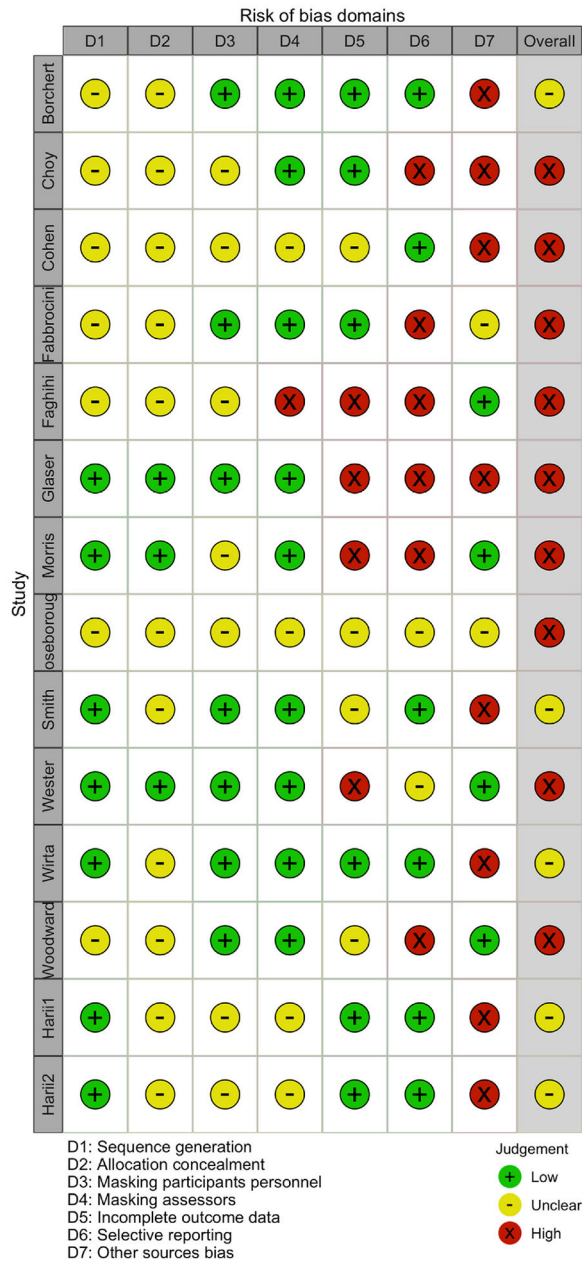 Risk of bias domains
D1 D2 D3 D4 D5 D6 D7 Overall
Study
Borchert - - + + + + X -
Choy - - - + + X X X
Cohen - - - - - + X X
Fabbrocini - - + + + X - X
Faghihi - - - X X X + X
Glaser + + + + X X X X
Morris + + - + X X + X
oseboroug - - - - - - - X
Smith + - + + - + X -
Wester + + + + X - + X
Wirta + - + + + + X -
Woodward - - + + - X + X
Harii1 + - - - + + X -
Harii2 + - - - + + X -
D1: Sequence generation
D2: Allocation concealment
D3: Masking participants personnel
D4: Masking assessors
D5: Incomplete outcome data
D6: Selective reporting
D7: Other sources bias
Judgement
+ Low
- Unclear
X High